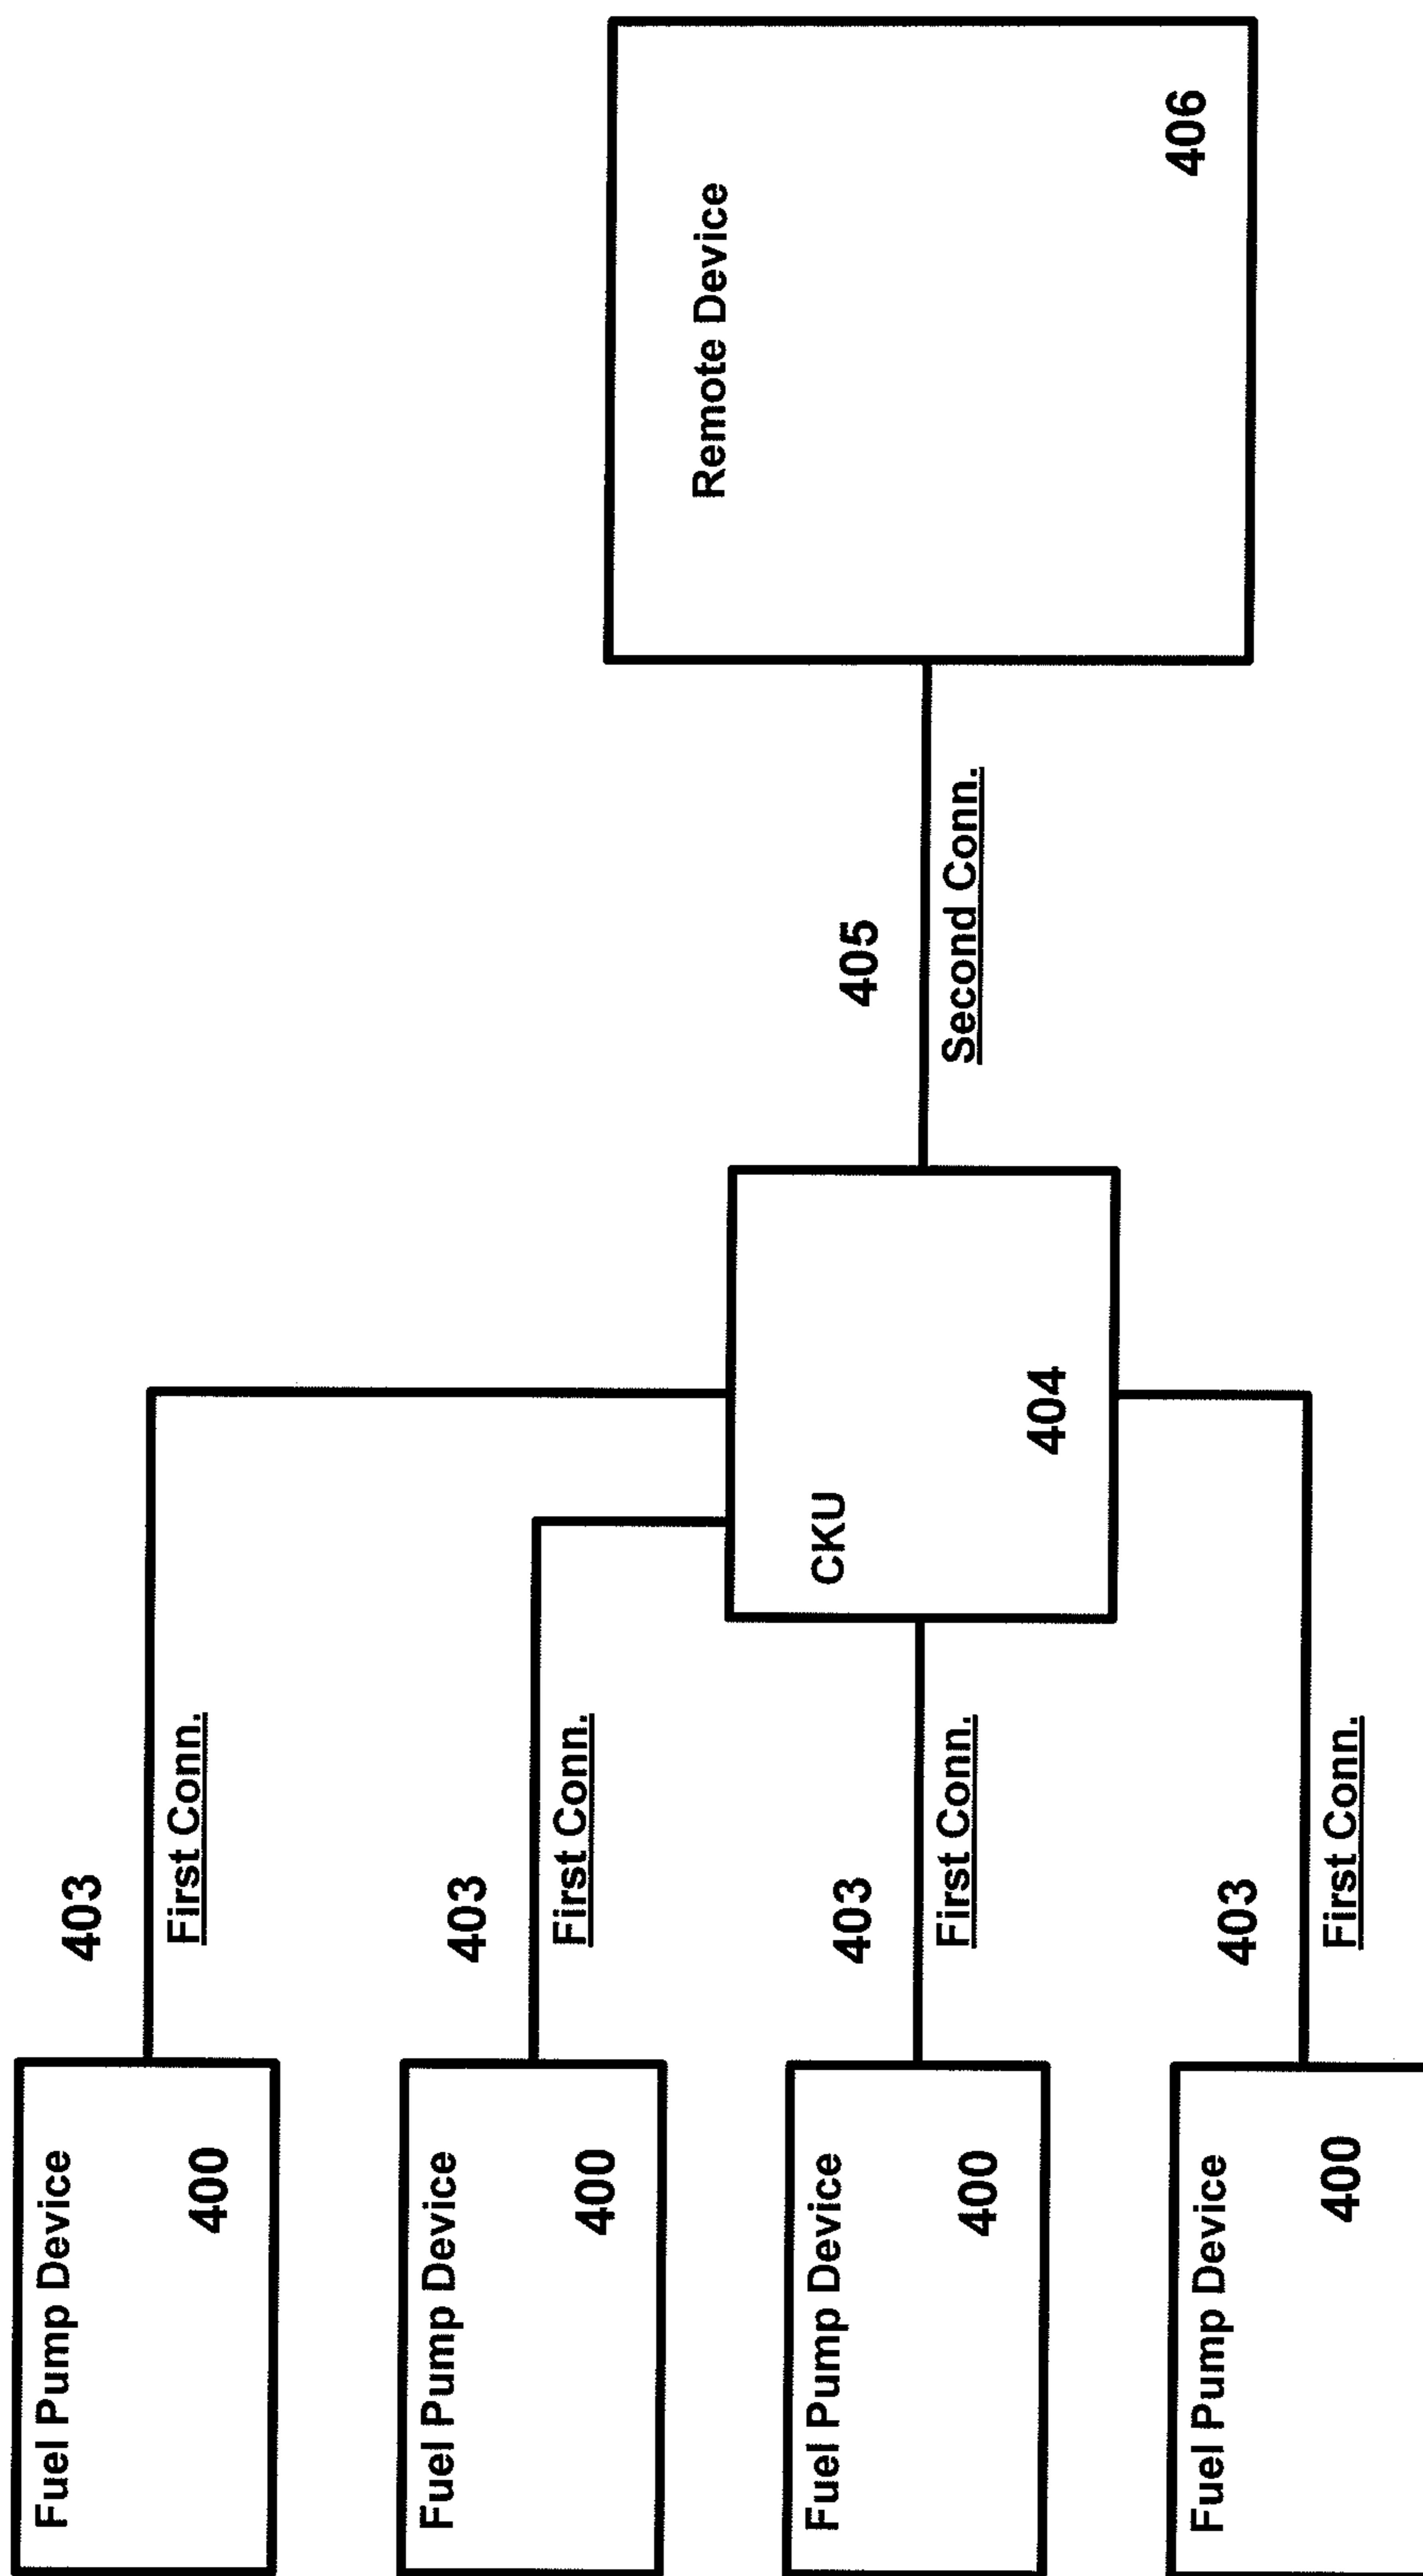 Fuel Pump Device
400
403
First Conn.
Fuel Pump Device
400
403
First Conn.
Fuel Pump Device
400
403
First Conn.
Fuel Pump Device
400
403
First Conn.
CKU
404
405
Second Conn.
Remote Device
406